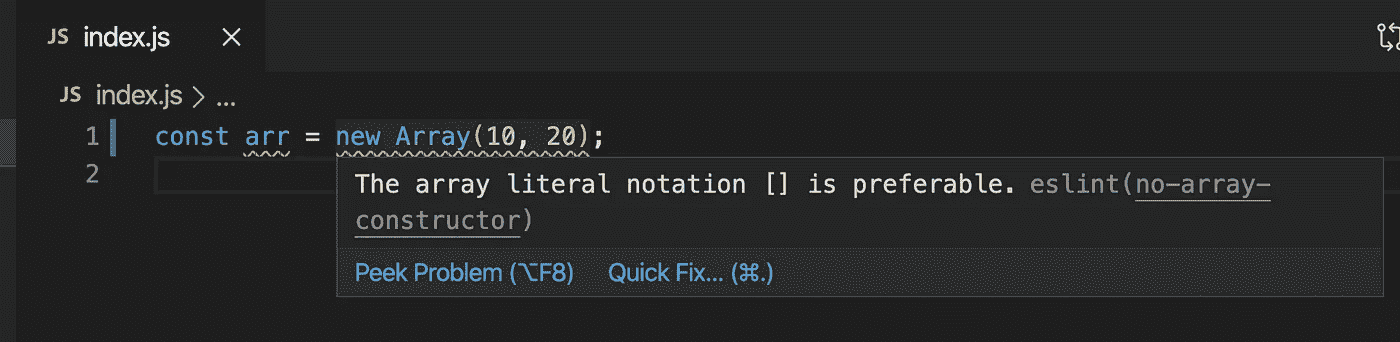 JS index.js ×
JS index.js > ...
1 const arr = new Array(10, 20);
2
The array literal notation [] is preferable. eslint(no-array-
constructor)
Peek Problem (⌥F8) Quick Fix... (⌘.)